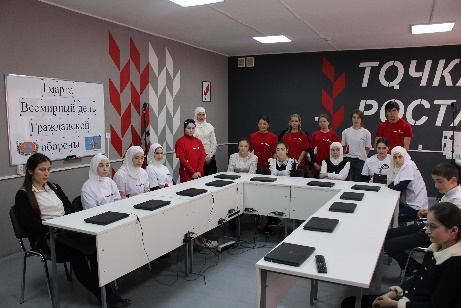 1 марта
Всемирный день
Гражданской
обороны
ТОЧКА
РОСТА